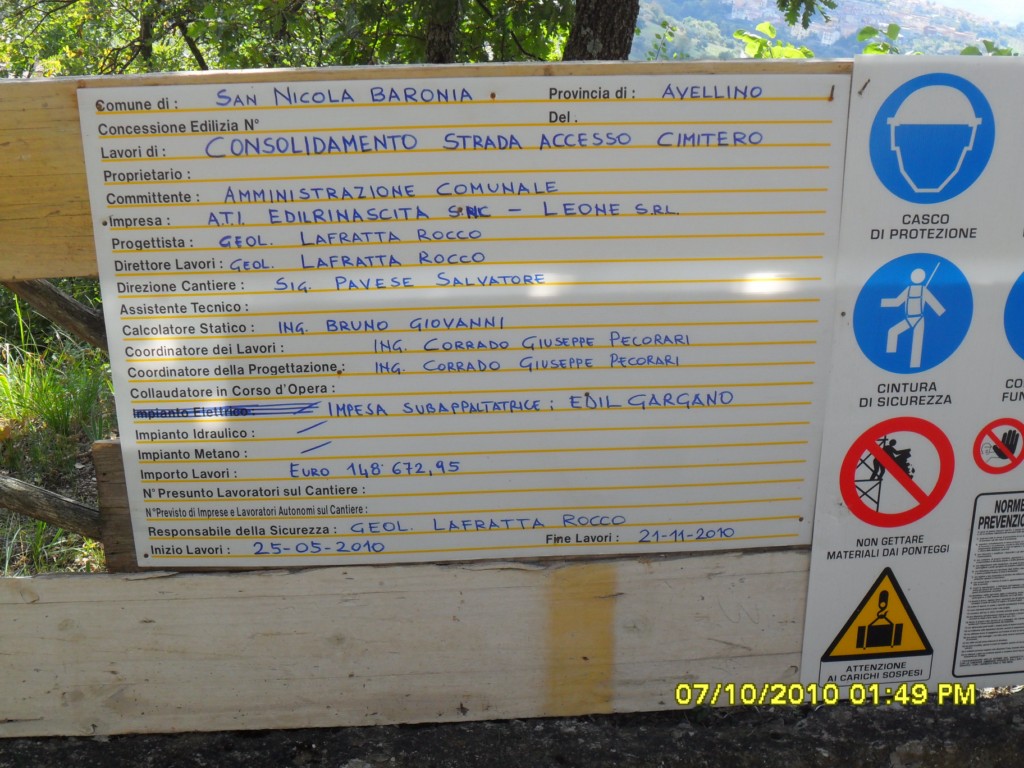 Comune di : SAN NICOLA BARONIA Provincia di : AVELLINO
Concessione Edilizia N° Del .
Lavori di : CONSOLIDAMENTO STRADA ACCESSO CIMITERO
Proprietario :
Committente : AMMINISTRAZIONE COMUNALE
Impresa : A.T.I. EDILRINASCITA SNC - LEONE S.R.L.
Progettista : GEOL. LAFRATTA ROCCO
Direttore Lavori : GEOL. LAFRATTA ROCCO
Direzione Cantiere : SIG. PAVESE SALVATORE
Assistente Tecnico :
Calcolatore Statico : ING. BRUNO GIOVANNI
Coordinatore dei Lavori : ING. CORRADO GIUSEPPE PECORARI
Coordinatore della Progettazione : ING. CORRADO GIUSEPPE PECORARI
Collaudatore in Corso d'Opera :
Impianto Elettrico : IMPESA SUBAPPALTATRICE : EDIL GARGANO
Impianto Idraulico :
Impianto Metano :
Importo Lavori : EURO 148'672,95
N° Presunto Lavoratori sul Cantiere :
N° Previsto di Imprese e Lavoratori Autonomi sul Cantiere :
Responsabile della Sicurezza : GEOL. LAFRATTA ROCCO
Inizio Lavori : 25-05-2010 Fine Lavori : 21-11-2010
CASCO
DI PROTEZIONE
CINTURA
DI SICUREZZA
NON GETTARE
MATERIALI DAI PONTEGGI
ATTENZIONE
AI CARICHI SOSPESI
NORME
PREVENZIO
07/10/2010 01:49 PM